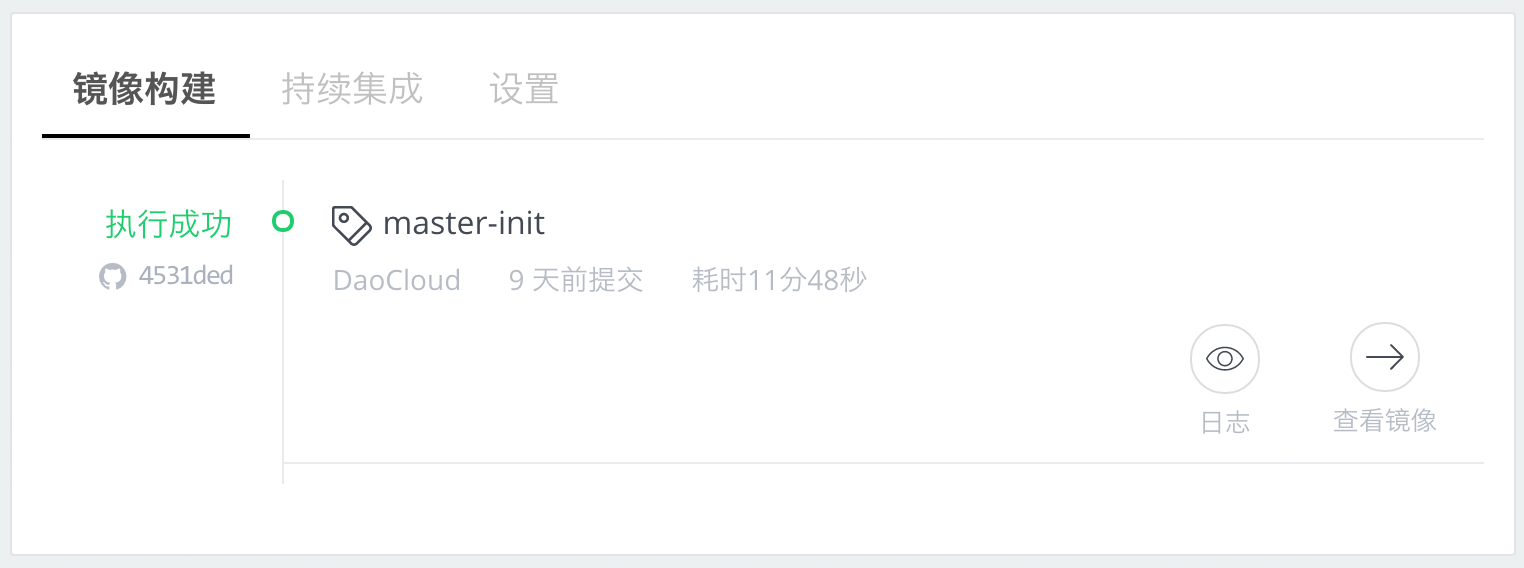 镜像构建 持续集成 设置
执行成功 master-init
4531ded DaoCloud 9 天前提交 耗时11分48秒
日志 查看镜像